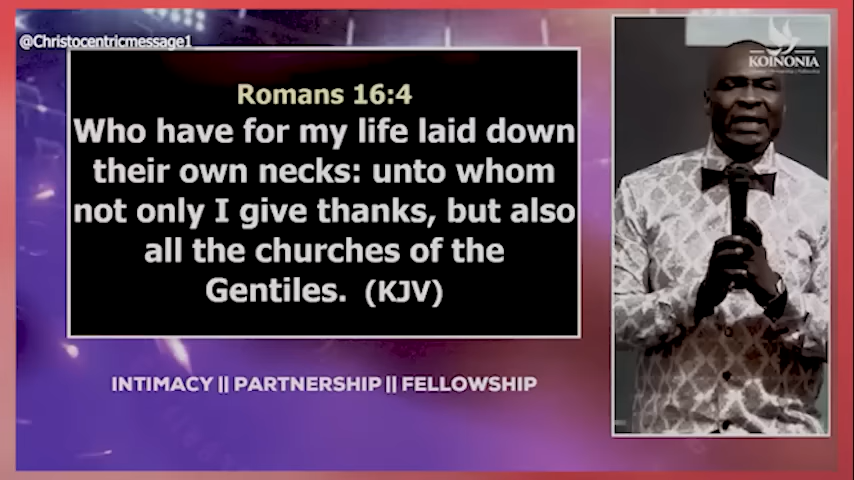 @Christocentricmessage1
KOINONIA
Romans 16:4
Who have for my life laid down
their own necks: unto whom
not only I give thanks, but also
all the churches of the
Gentiles. (KJV)
INTIMACY || PARTNERSHIP || FELLOWSHIP